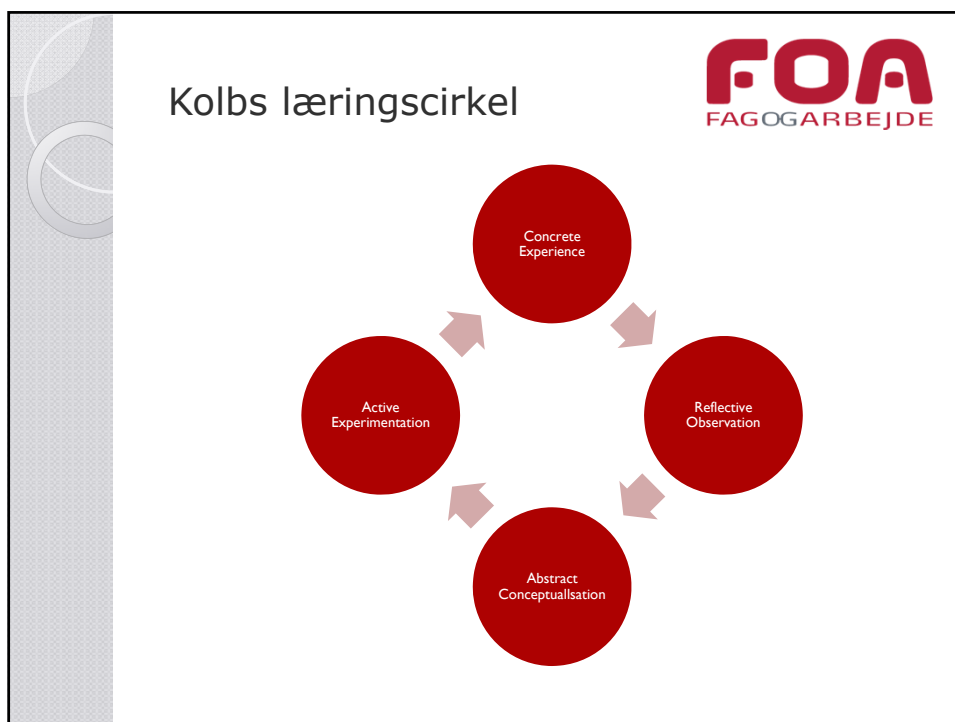 Kolbs læringscirkel
FOA
FAGOGARBEJDE
Concrete
Experience
Reflective
Observation
Abstract
Conceptuallsation
Active
Experimentation